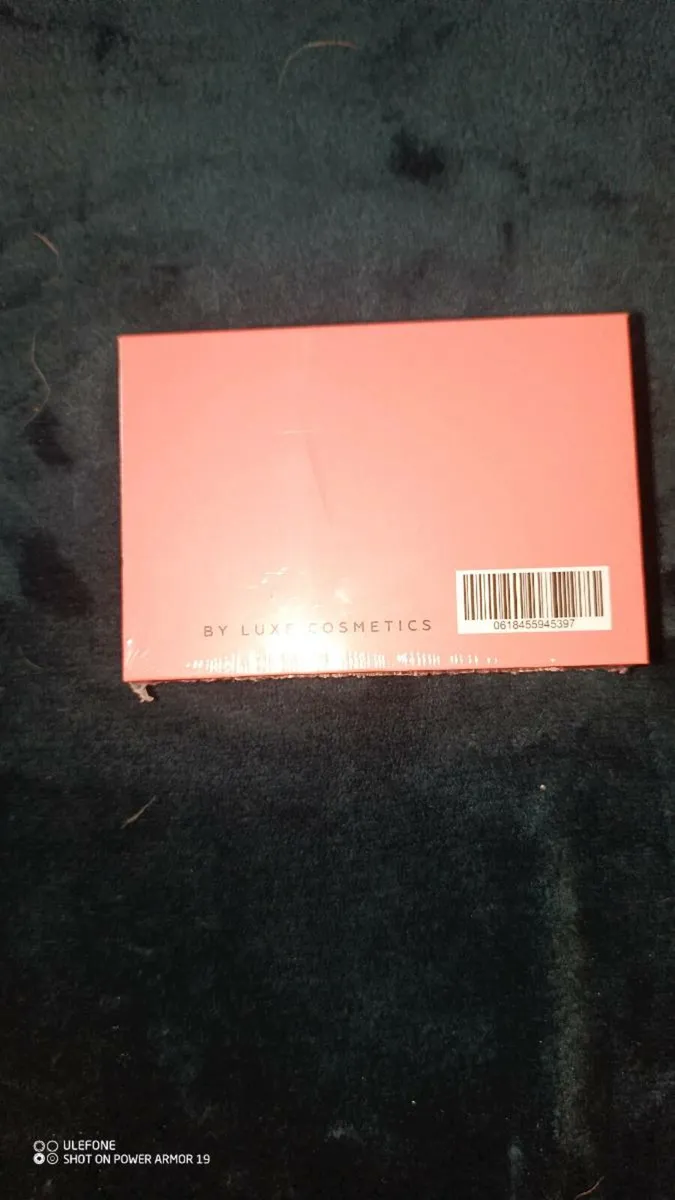 BY LUXE COSMETICS
0618455945397
ULEFONE
SHOT ON POWER ARMOR 19